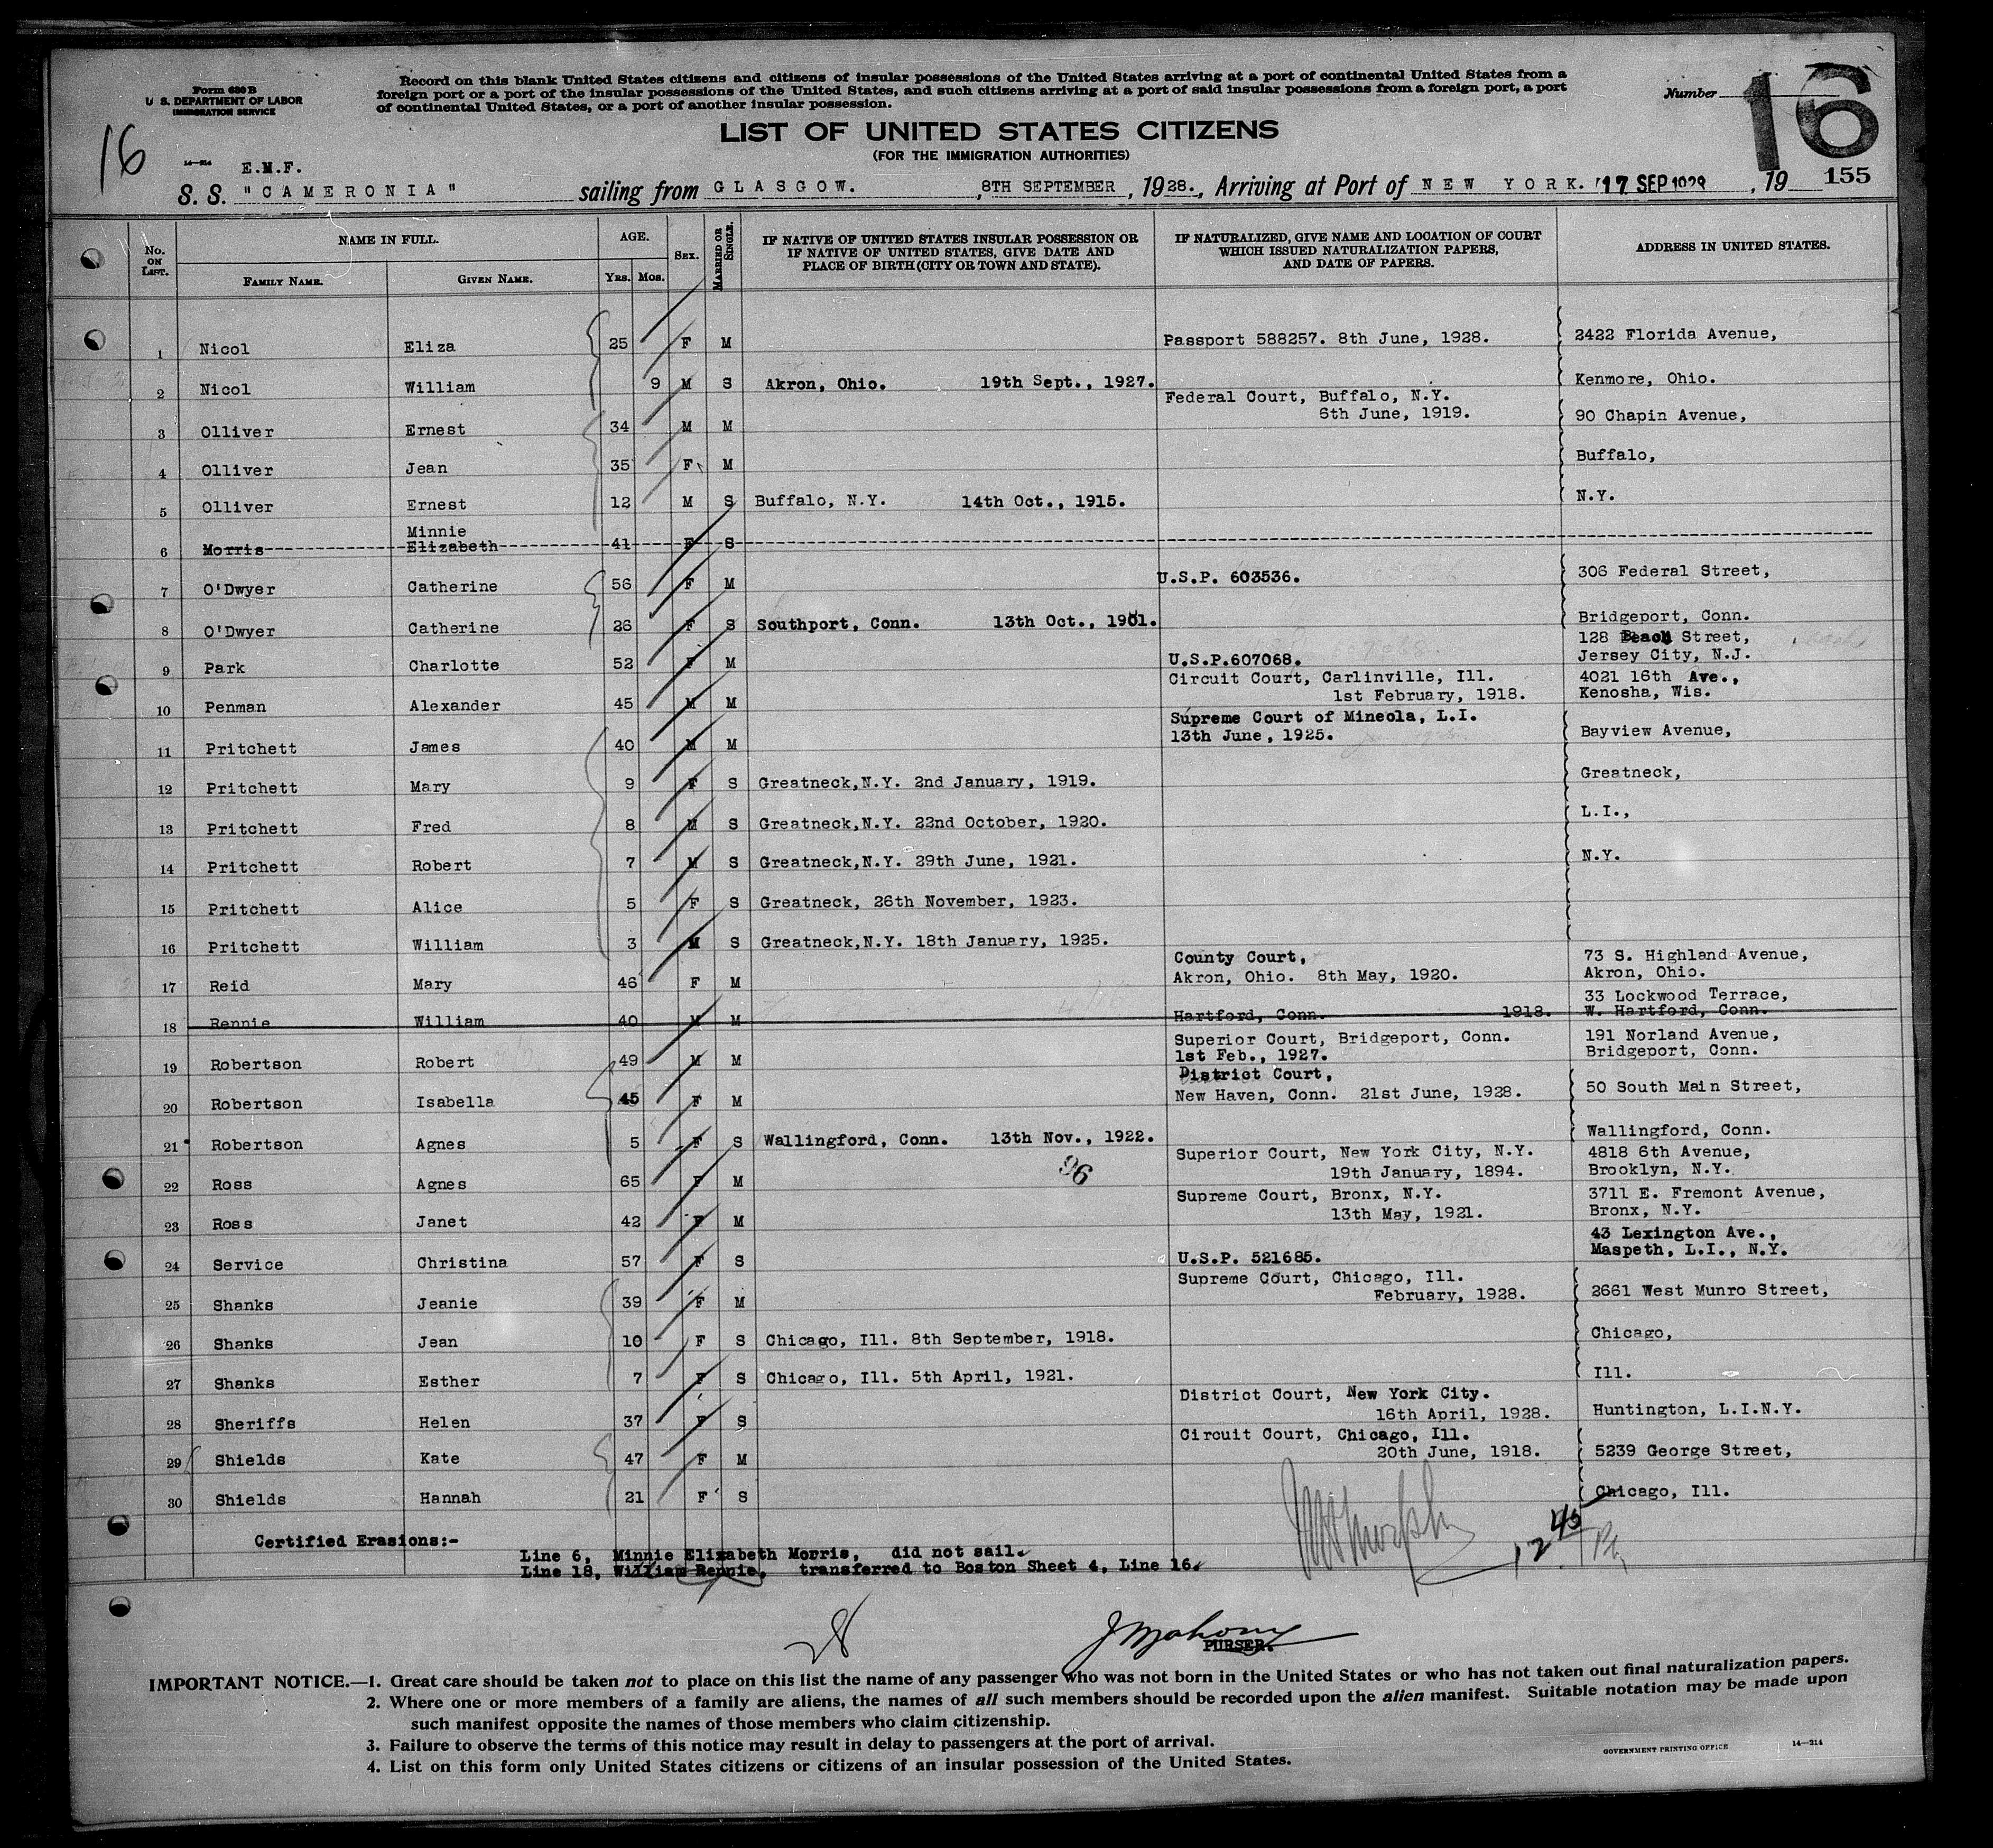 Form 630 B
U. S. DEPARTMENT OF LABOR
IMMIGRATION SERVICE
Record on this blank United States citizens and citizens of insular possessions of the United States arriving at a port of continental United States from a
foreign port or a port of the insular possessions of the United States, and such citizens arriving at a port of said insular possessions from a foreign port, a port
of continental United States, or a port of another insular possession.
Number 16
155
LIST OF UNITED STATES CITIZENS
(FOR THE IMMIGRATION AUTHORITIES)
16
14—214
E.M.F.
S. S. "CAMERONIA" sailing from GLASGOW. , 8TH SEPTEMBER , 1928., Arriving at Port of NEW YORK. 17 SEP 1928 , 19
No. ON LIST. NAME IN FULL. AGE. SEX. MARRIED OR SINGLE. IF NATIVE OF UNITED STATES INSULAR POSSESSION OR IF NATIVE OF UNITED STATES, GIVE DATE AND PLACE OF BIRTH (CITY OR TOWN AND STATE). IF NATURALIZED, GIVE NAME AND LOCATION OF COURT WHICH ISSUED NATURALIZATION PAPERS, AND DATE OF PAPERS. ADDRESS IN UNITED STATES.
FAMILY NAME. GIVEN NAME. YRS. MOS.
1 Nicol Eliza 25 F M Passport 588257. 8th June, 1928. 2422 Florida Avenue,
2 Nicol William 9 M S Akron, Ohio. 19th Sept., 1927. Kenmore, Ohio.
Federal Court, Buffalo, N.Y.
6th June, 1919.
3 Olliver Ernest 34 M M 90 Chapin Avenue,
4 Olliver Jean 35 F M Buffalo,
5 Olliver Ernest 12 M S Buffalo, N.Y. 14th Oct., 1915. N.Y.
Minnie
6 Morris Elizabeth 41 F S
7 O'Dwyer Catherine 56 F M U.S.P. 603536. 306 Federal Street,
8 O'Dwyer Catherine 26 F S Southport, Conn. 13th Oct., 1901. Bridgeport, Conn.
128 Beach Street,
9 Park Charlotte 52 F M U.S.P.607068. Jersey City, N.J.
Circuit Court, Carlinville, Ill. 4021 16th Ave.,
10 Penman Alexander 45 M M 1st February, 1918. Kenosha, Wis.
Supreme Court of Mineola, L.I.
11 Pritchett James 40 M M 13th June, 1925. Bayview Avenue,
12 Pritchett Mary 9 F S Greatneck,N.Y. 2nd January, 1919. Greatneck,
13 Pritchett Fred 8 M S Greatneck,N.Y. 22nd October, 1920. L.I.,
14 Pritchett Robert 7 M S Greatneck,N.Y. 29th June, 1921. N.Y.
15 Pritchett Alice 5 F S Greatneck, 26th November, 1923.
16 Pritchett William 3 M S Greatneck,N.Y. 18th January, 1925.
County Court, 73 S. Highland Avenue,
17 Reid Mary 46 F M Akron, Ohio. 8th May, 1920. Akron, Ohio.
33 Lockwood Terrace,
18 Rennie William 40 M M Hartford, Conn. 1918. W. Hartford, Conn.
Superior Court, Bridgeport, Conn. 191 Norland Avenue,
19 Robertson Robert 49 M M 1st Feb., 1927. Bridgeport, Conn.
District Court,
20 Robertson Isabella 45 F M New Haven, Conn. 21st June, 1928. 50 South Main Street,
21 Robertson Agnes 5 F S Wallingford, Conn. 13th Nov., 1922. Wallingford, Conn.
96
Superior Court, New York City, N.Y. 4818 6th Avenue,
22 Ross Agnes 65 F M 19th January, 1894. Brooklyn, N.Y.
Supreme Court, Bronx, N.Y. 3711 E. Fremont Avenue,
23 Ross Janet 42 F M 13th May, 1921. Bronx, N.Y.
43 Lexington Ave.,
24 Service Christina 57 F S U.S.P. 521685. Maspeth, L.I., N.Y.
Supreme Court, Chicago, Ill.
25 Shanks Jeanie 39 F M February, 1928. 2661 West Munro Street,
26 Shanks Jean 10 F S Chicago, Ill. 8th September, 1918. Chicago,
27 Shanks Esther 7 F S Chicago, Ill. 5th April, 1921. Ill.
District Court, New York City.
28 Sheriffs Helen 37 F S 16th April, 1928. Huntington, L.I.N.Y.
Circuit Court, Chicago, Ill.
29 Shields Kate 47 F M 20th June, 1918. 5239 George Street,
30 Shields Hannah 21 F S Chicago, Ill.
Certified Erasions:-
Line 6, Minnie Elizabeth Morris, did not sail.
Line 18, William Rennie, transferred to Boston Sheet 4, Line 16.
12 45
28
J Mahony
PURSER.
IMPORTANT NOTICE.—1. Great care should be taken not to place on this list the name of any passenger who was not born in the United States or who has not taken out final naturalization papers.
2. Where one or more members of a family are aliens, the names of all such members should be recorded upon the alien manifest. Suitable notation may be made upon
such manifest opposite the names of those members who claim citizenship.
3. Failure to observe the terms of this notice may result in delay to passengers at the port of arrival.
4. List on this form only United States citizens or citizens of an insular possession of the United States.
GOVERNMENT PRINTING OFFICE 14—214